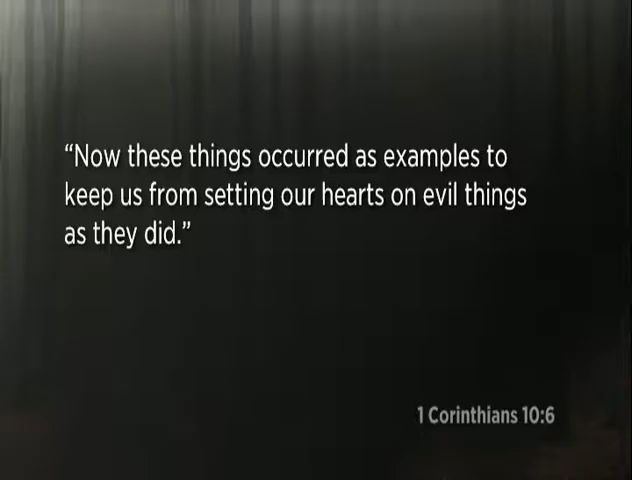 “Now these things occurred as examples to
keep us from setting our hearts on evil things
as they did.”
1 Corinthians 10:6